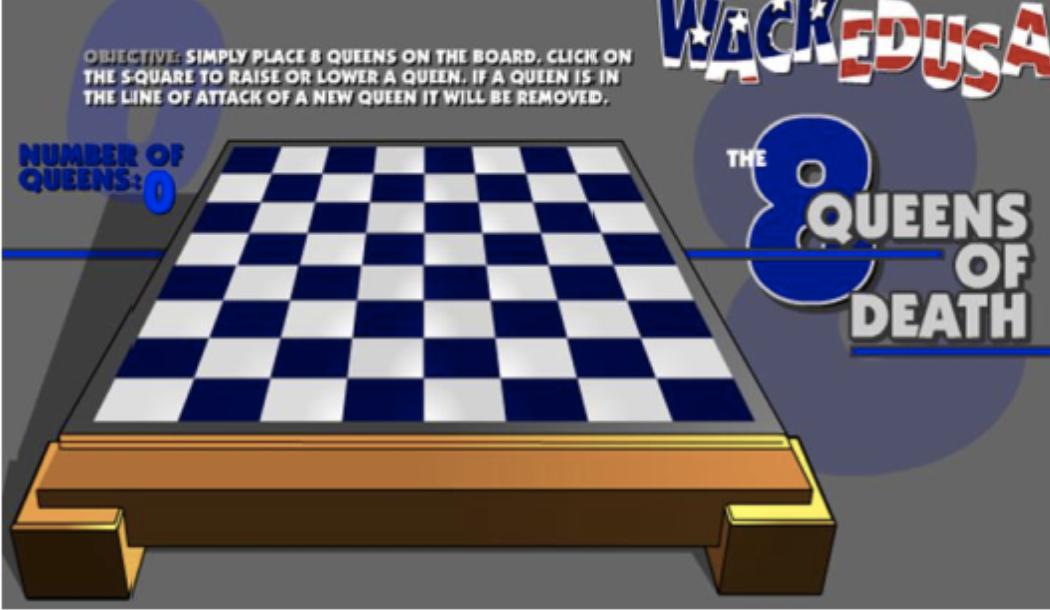 WACKEDUSA
OBJECTIVE: SIMPLY PLACE 8 QUEENS ON THE BOARD. CLICK ON
THE SQUARE TO RAISE OR LOWER A QUEEN. IF A QUEEN IS IN
THE LINE OF ATTACK OF A NEW QUEEN IT WILL BE REMOVED.
NUMBER OF
QUEENS: 0
THE 8
QUEENS
OF
DEATH